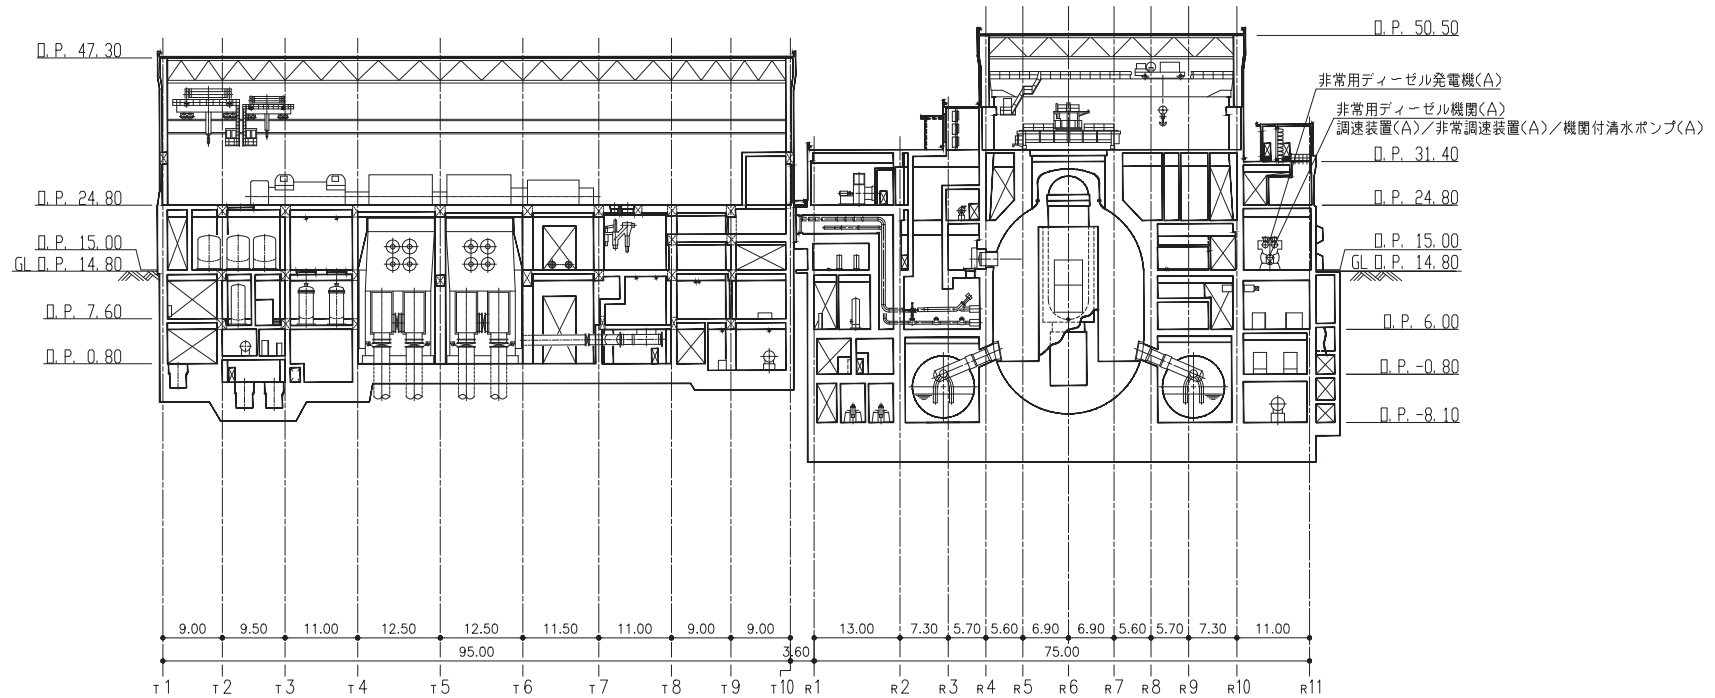 O.P. 47.30
O.P. 24.80
O.P. 15.00
GL O.P. 14.80
O.P. 7.60
O.P. 0.80
O.P. 50.50
非常用ディーゼル発電機(A)
非常用ディーゼル機関(A)
調速装置(A)/非常調速装置(A)/機関付清水ポンプ(A)
O.P. 31.40
O.P. 24.80
O.P. 15.00
GL O.P. 14.80
O.P. 6.00
O.P. -0.80
O.P. -8.10
9.00 9.50 11.00 12.50 12.50 11.50 11.00 9.00 9.00 13.00 7.30 5.70 5.60 6.90 6.90 5.60 5.70 7.30 11.00
95.00 3.60 75.00
T1 T2 T3 T4 T5 T6 T7 T8 T9 T10 R1 R2 R3 R4 R5 R6 R7 R8 R9 R10 R11